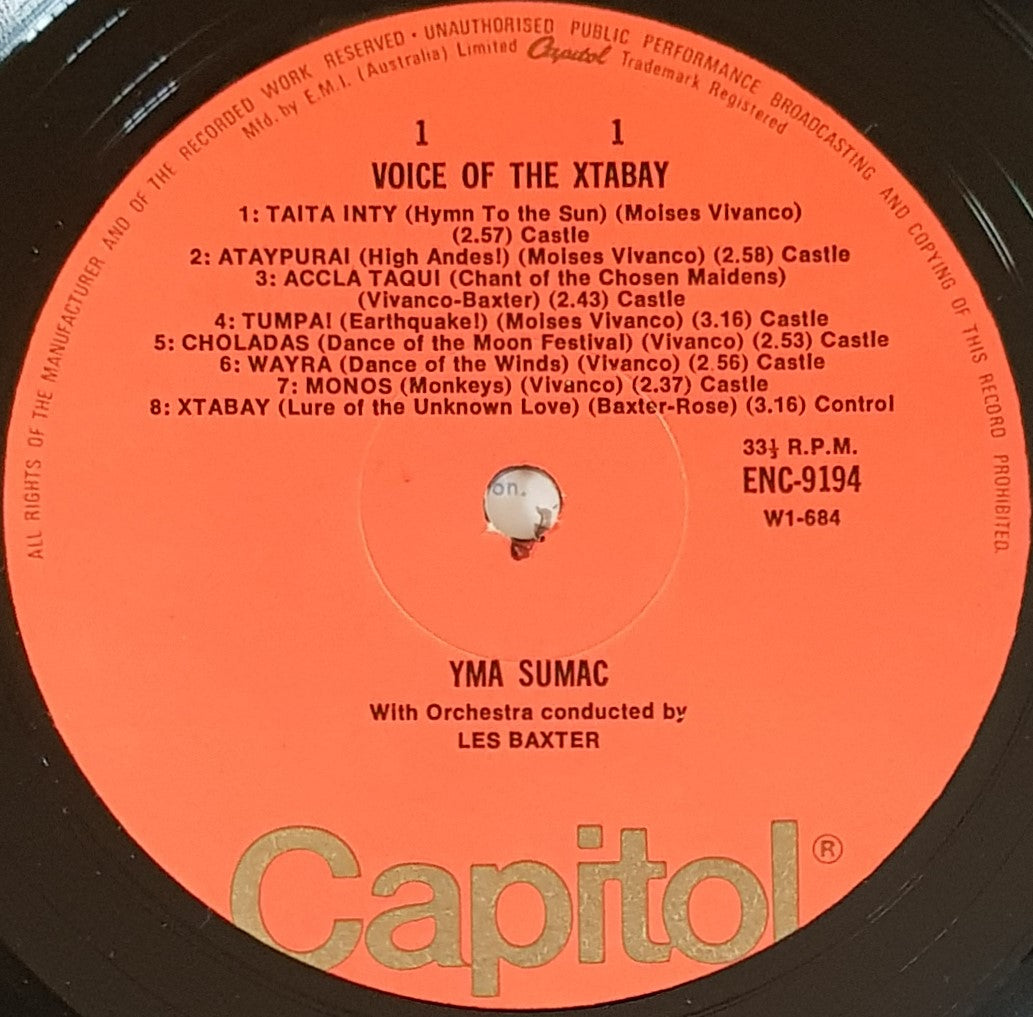 ALL RIGHTS OF THE MANUFACTURER AND OF THE RECORDED WORK RESERVED · UNAUTHORISED PUBLIC PERFORMANCE BROADCASTING AND COPYING OF THIS RECORD PROHIBITED.
Mfd. by E.M.I. (Australia) Limited Capitol Trademark Registered
1 1
VOICE OF THE XTABAY
1: TAITA INTY (Hymn To the Sun) (Moises Vivanco)
(2.57) Castle
2: ATAYPURA! (High Andes!) (Moises Vivanco) (2.58) Castle
3: ACCLA TAQUI (Chant of the Chosen Maidens)
(Vivanco-Baxter) (2.43) Castle
4: TUMPA! (Earthquake!) (Moises Vivanco) (3.16) Castle
5: CHOLADAS (Dance of the Moon Festival) (Vivanco) (2.53) Castle
6: WAYRA (Dance of the Winds) (Vivanco) (2.56) Castle
7: MONOS (Monkeys) (Vivanco) (2.37) Castle
8: XTABAY (Lure of the Unknown Love) (Baxter-Rose) (3.16) Control
33⅓ R.P.M.
ENC-9194
W1-684
on.
YMA SUMAC
With Orchestra conducted by
LES BAXTER
Capitol®